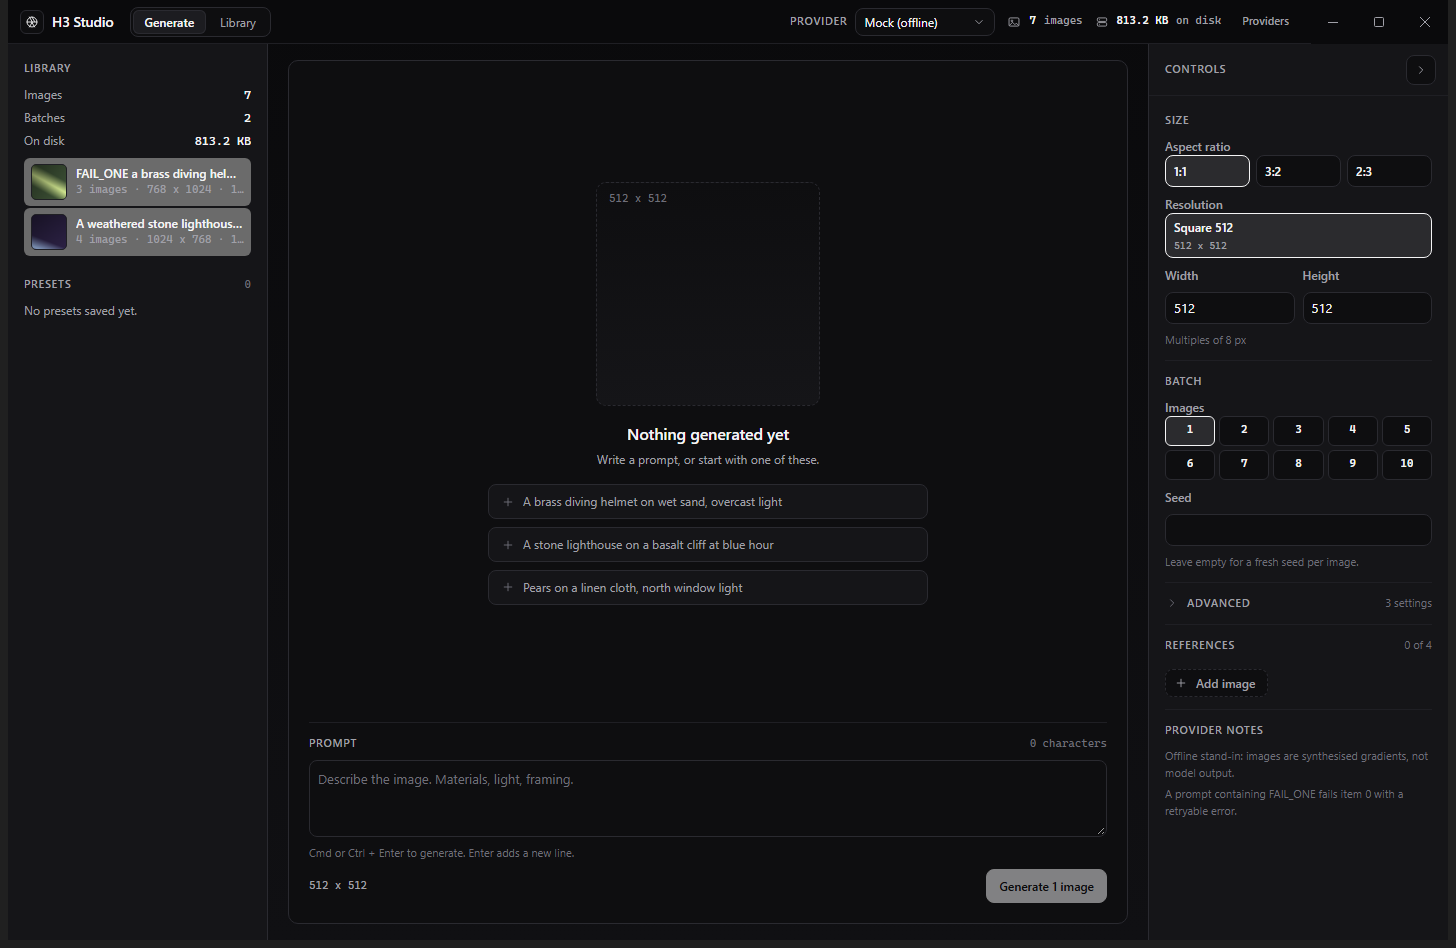 H3 Studio
Generate
Library
PROVIDER
Mock (offline)
7 images
813.2 KB on disk
Providers
LIBRARY
Images 7
Batches 2
On disk 813.2 KB
FAIL_ONE a brass diving hel...
3 images · 768 x 1024 · 1...
A weathered stone lighthous...
4 images · 1024 x 768 · 1...
PRESETS 0
No presets saved yet.
512 x 512
Nothing generated yet
Write a prompt, or start with one of these.
A brass diving helmet on wet sand, overcast light
A stone lighthouse on a basalt cliff at blue hour
Pears on a linen cloth, north window light
PROMPT
0 characters
Describe the image. Materials, light, framing.
Cmd or Ctrl + Enter to generate. Enter adds a new line.
512 x 512
Generate 1 image
CONTROLS
SIZE
Aspect ratio
1:1 3:2 2:3
Resolution
Square 512
512 x 512
Width Height
512 512
Multiples of 8 px
BATCH
Images
1 2 3 4 5
6 7 8 9 10
Seed
Leave empty for a fresh seed per image.
ADVANCED 3 settings
REFERENCES 0 of 4
Add image
PROVIDER NOTES
Offline stand-in: images are synthesised gradients, not
model output.
A prompt containing FAIL_ONE fails item 0 with a
retryable error.